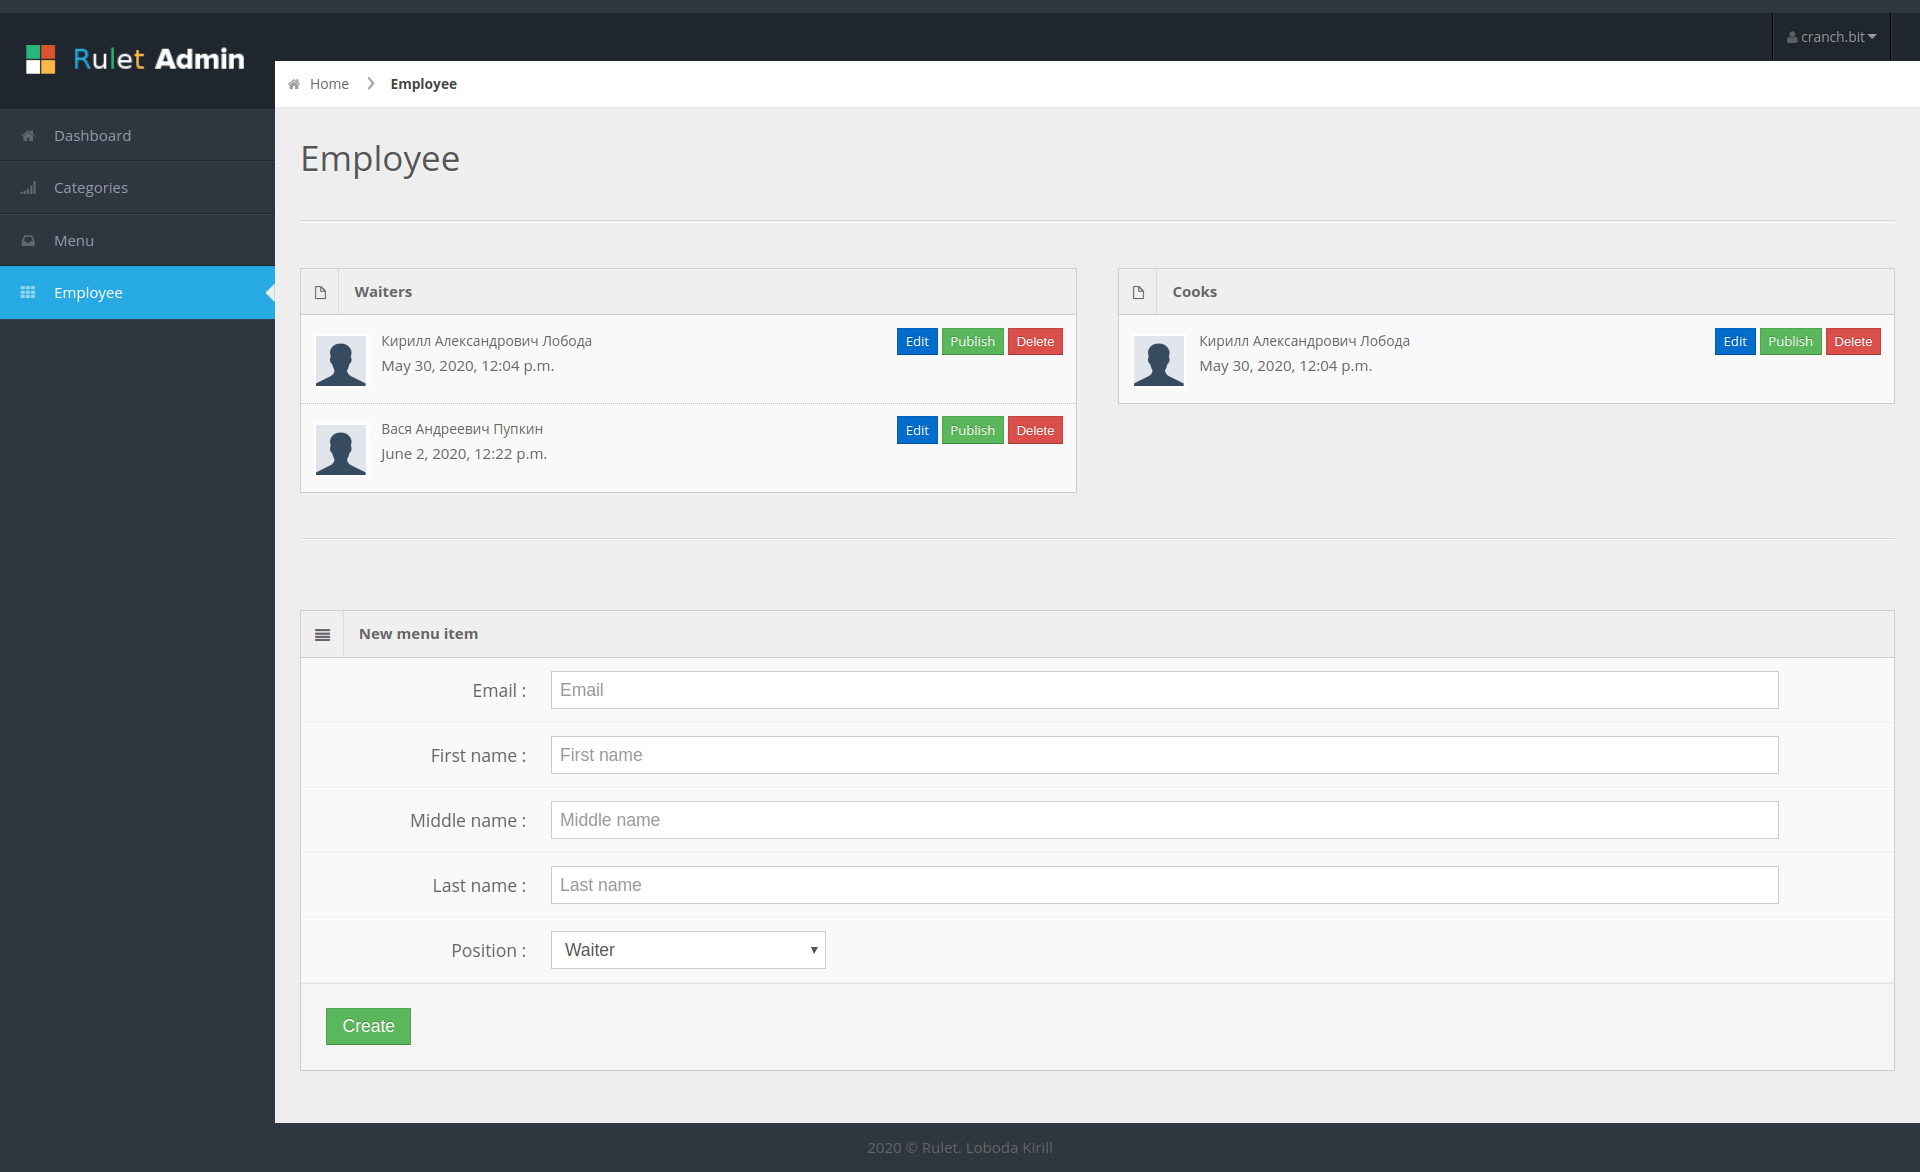 Rulet Admin
cranch.bit
Home
Employee
Dashboard
Categories
Menu
Employee
Employee
Waiters
Кирилл Александрович Лобода
May 30, 2020, 12:04 p.m.
Edit Publish Delete
Вася Андреевич Пупкин
June 2, 2020, 12:22 p.m.
Edit Publish Delete
Cooks
Кирилл Александрович Лобода
May 30, 2020, 12:04 p.m.
Edit Publish Delete
New menu item
Email : Email
First name : First name
Middle name : Middle name
Last name : Last name
Position : Waiter
Create
2020 © Rulet. Loboda Kirill